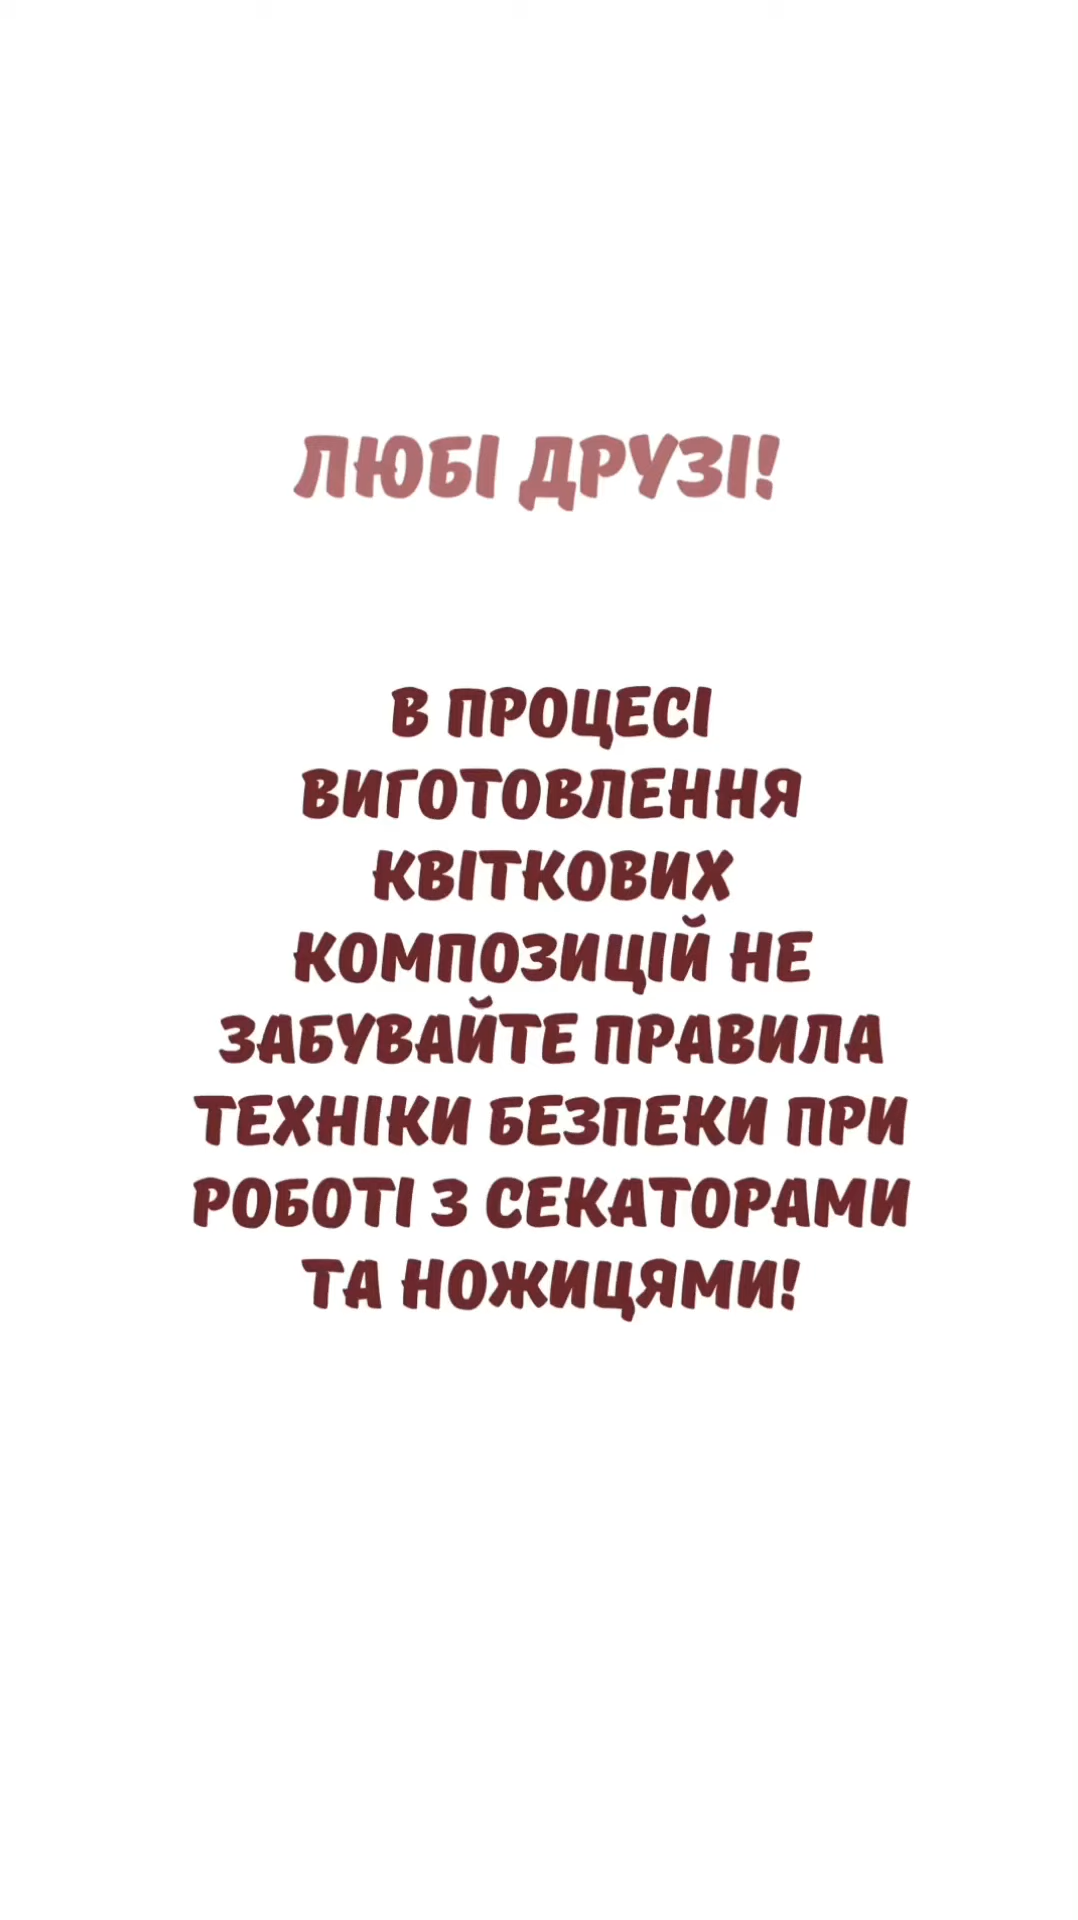 ЛЮБІ ДРУЗІ!
В ПРОЦЕСІ
ВИГОТОВЛЕННЯ
КВІТКОВИХ
КОМПОЗИЦІЙ НЕ
ЗАБУВАЙТЕ ПРАВИЛА
ТЕХНІКИ БЕЗПЕКИ ПРИ
РОБОТІ З СЕКАТОРАМИ
ТА НОЖИЦЯМИ!